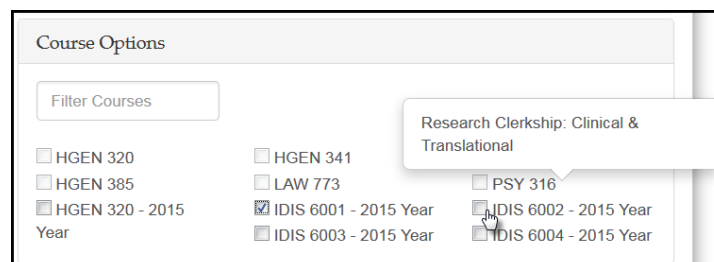 Course Options
Filter Courses
Research Clerkship: Clinical &
Translational
HGEN 320
HGEN 341
HGEN 385
LAW 773
PSY 316
HGEN 320 - 2015
Year
IDIS 6001 - 2015 Year
IDIS 6002 - 2015 Year
IDIS 6003 - 2015 Year
IDIS 6004 - 2015 Year